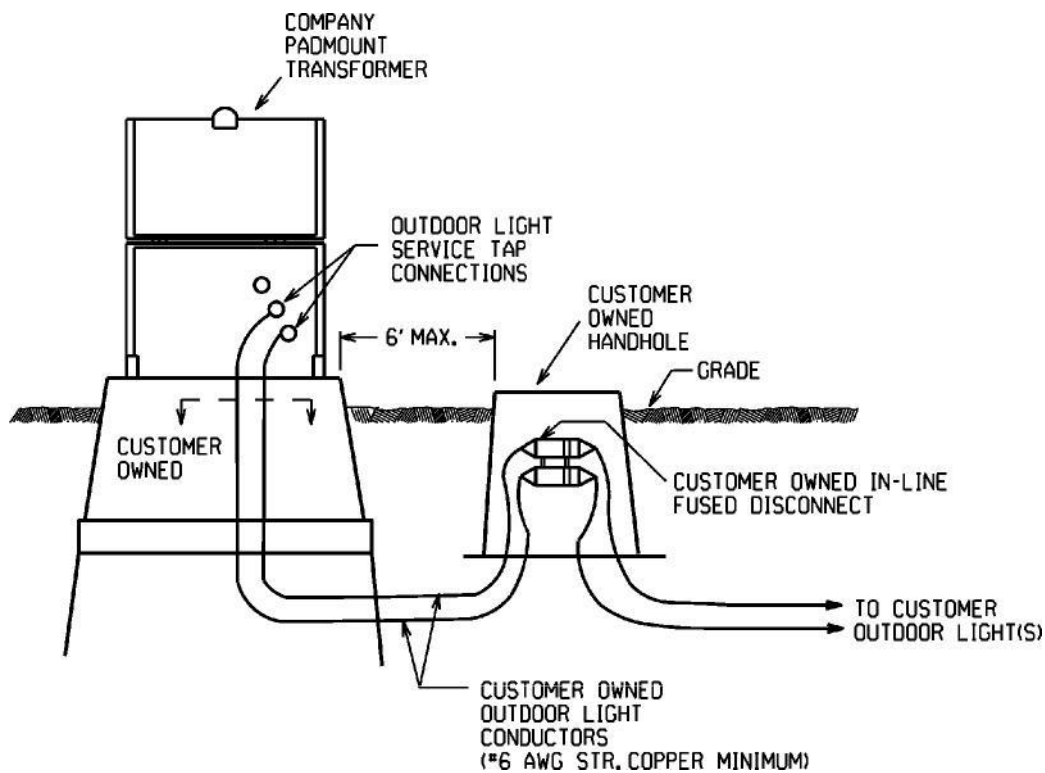 COMPANY
PADMOUNT
TRANSFORMER
OUTDOOR LIGHT
SERVICE TAP
CONNECTIONS
CUSTOMER
OWNED
HANDHOLE
6' MAX.
GRADE
CUSTOMER
OWNED
CUSTOMER OWNED IN-LINE
FUSED DISCONNECT
TO CUSTOMER
OUTDOOR LIGHT(S)
CUSTOMER OWNED
OUTDOOR LIGHT
CONDUCTORS
(#6 AWG STR. COPPER MINIMUM)